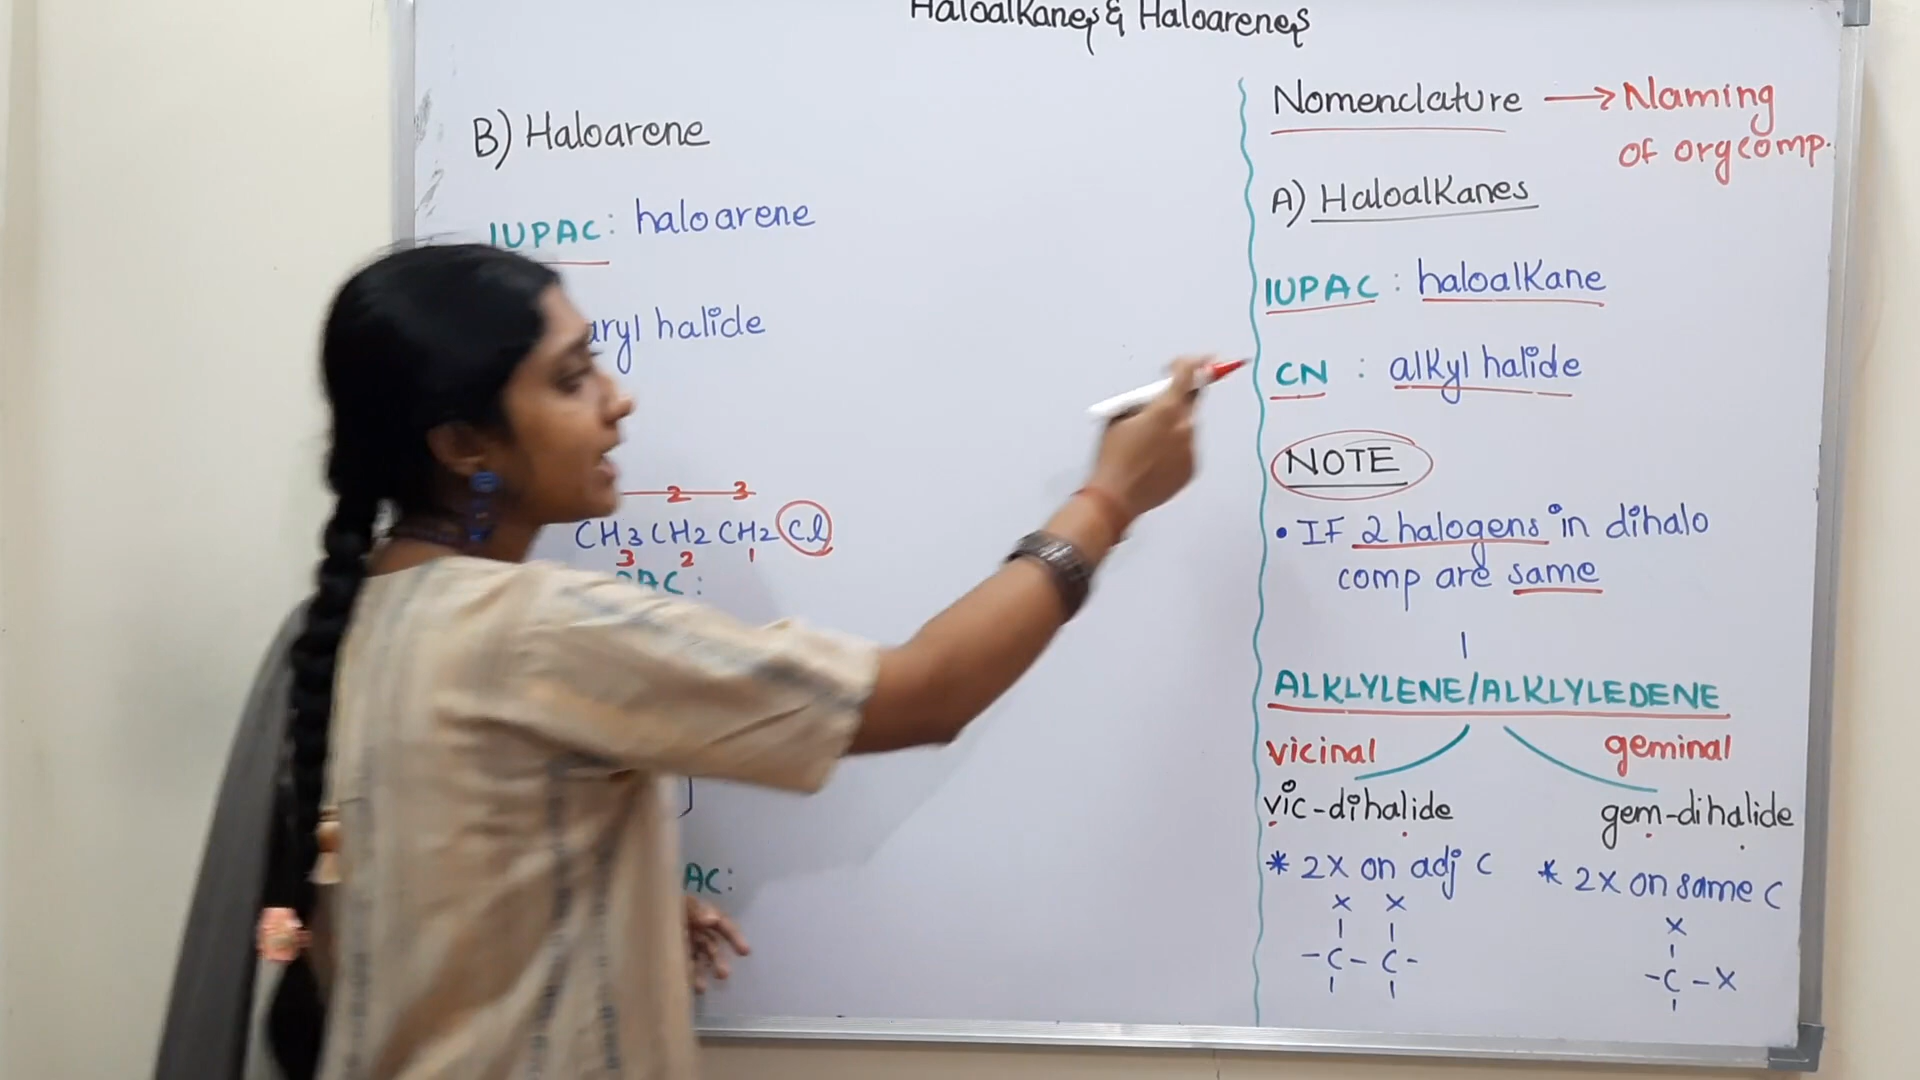 Haloalkanes & Haloarenes
B) Haloarene
IUPAC: haloarene
aryl halide
2 3
CH3 CH2 CH2 Cl
3 2 1
PAC:
AC:
Nomenclature → Naming
of org comp.
A) Haloalkanes
IUPAC : haloalkane
CN : alkyl halide
NOTE
• IF 2 halogens in dihalo
comp are same
ALKLYLENE/ALKLYLEDENE
vicinal geminal
vic-dihalide gem-dihalide
* 2X on adj C * 2X on same C
X X
-C-C-
X
-C-X